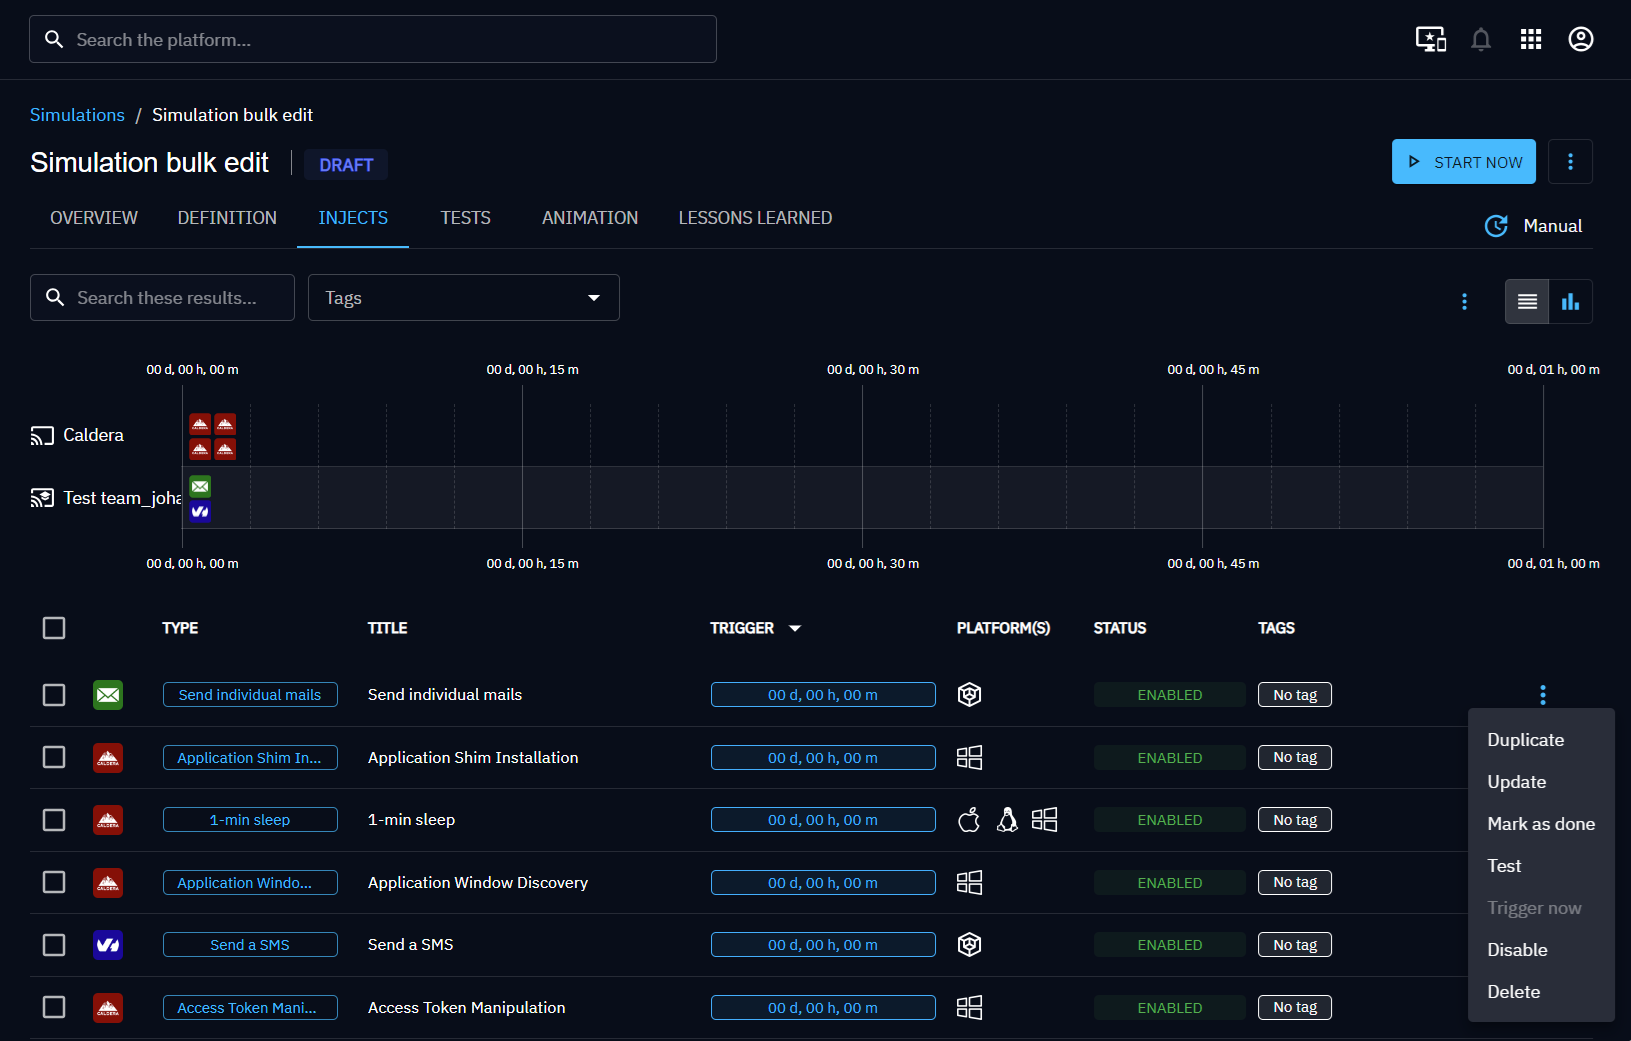 Search the platform...
Simulations / Simulation bulk edit
Simulation bulk edit
DRAFT
START NOW
OVERVIEW
DEFINITION
INJECTS
TESTS
ANIMATION
LESSONS LEARNED
Manual
Search these results...
Tags
00 d, 00 h, 00 m
00 d, 00 h, 15 m
00 d, 00 h, 30 m
00 d, 00 h, 45 m
00 d, 01 h, 00 m
Caldera
Test team_joha
00 d, 00 h, 00 m
00 d, 00 h, 15 m
00 d, 00 h, 30 m
00 d, 00 h, 45 m
00 d, 01 h, 00 m
TYPE
TITLE
TRIGGER
PLATFORM(S)
STATUS
TAGS
Send individual mails
Send individual mails
00 d, 00 h, 00 m
ENABLED
No tag
CALDERA
Application Shim In...
Application Shim Installation
00 d, 00 h, 00 m
ENABLED
No tag
CALDERA
1-min sleep
1-min sleep
00 d, 00 h, 00 m
ENABLED
No tag
CALDERA
Application Windo...
Application Window Discovery
00 d, 00 h, 00 m
ENABLED
No tag
Send a SMS
Send a SMS
00 d, 00 h, 00 m
ENABLED
No tag
CALDERA
Access Token Mani...
Access Token Manipulation
00 d, 00 h, 00 m
ENABLED
No tag
Duplicate
Update
Mark as done
Test
Trigger now
Disable
Delete